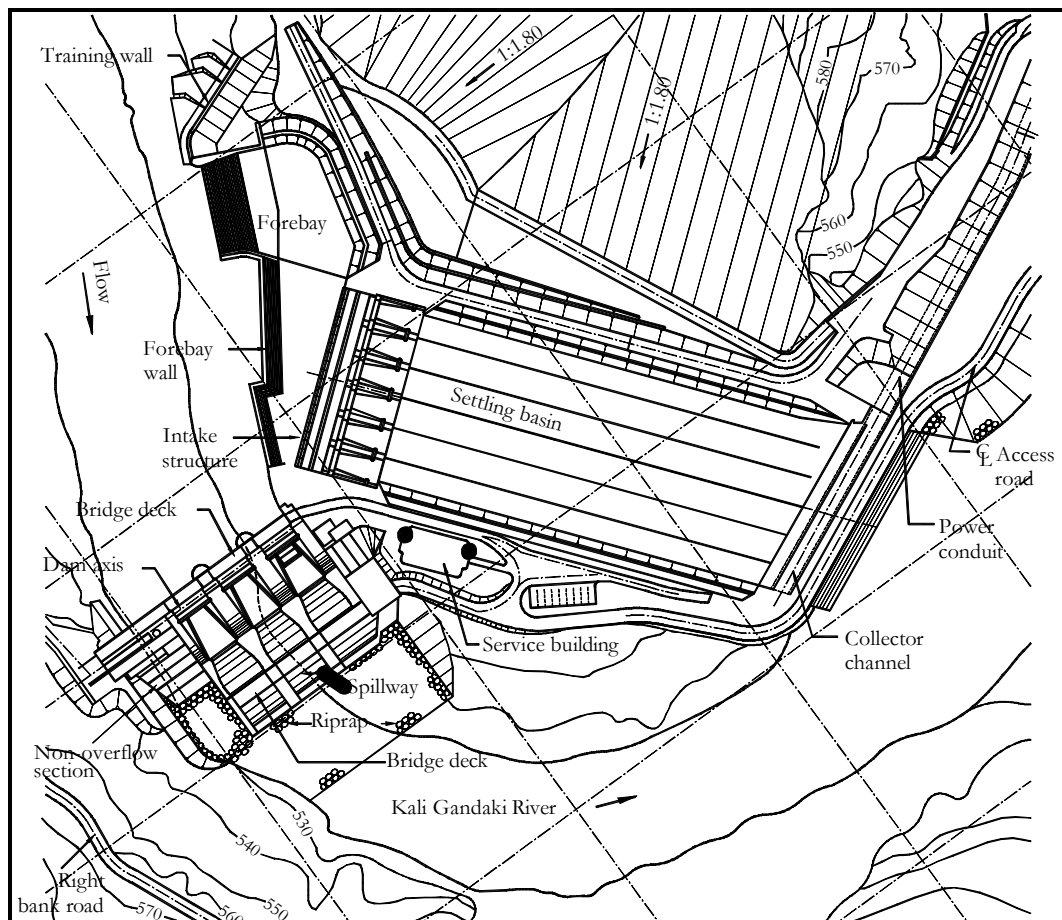 Training wall
1:1.80
1:1.80
580
570
560
550
Forebay
Flow
Forebay
wall
Settling basin
Intake
structure
℄ Access
road
Bridge deck
Power
conduit
Dam axis
Service building
Collector
channel
Spillway
Riprap
Non-overflow
section
Bridge deck
Kali Gandaki River
530
540
Right
bank road
550
560
570